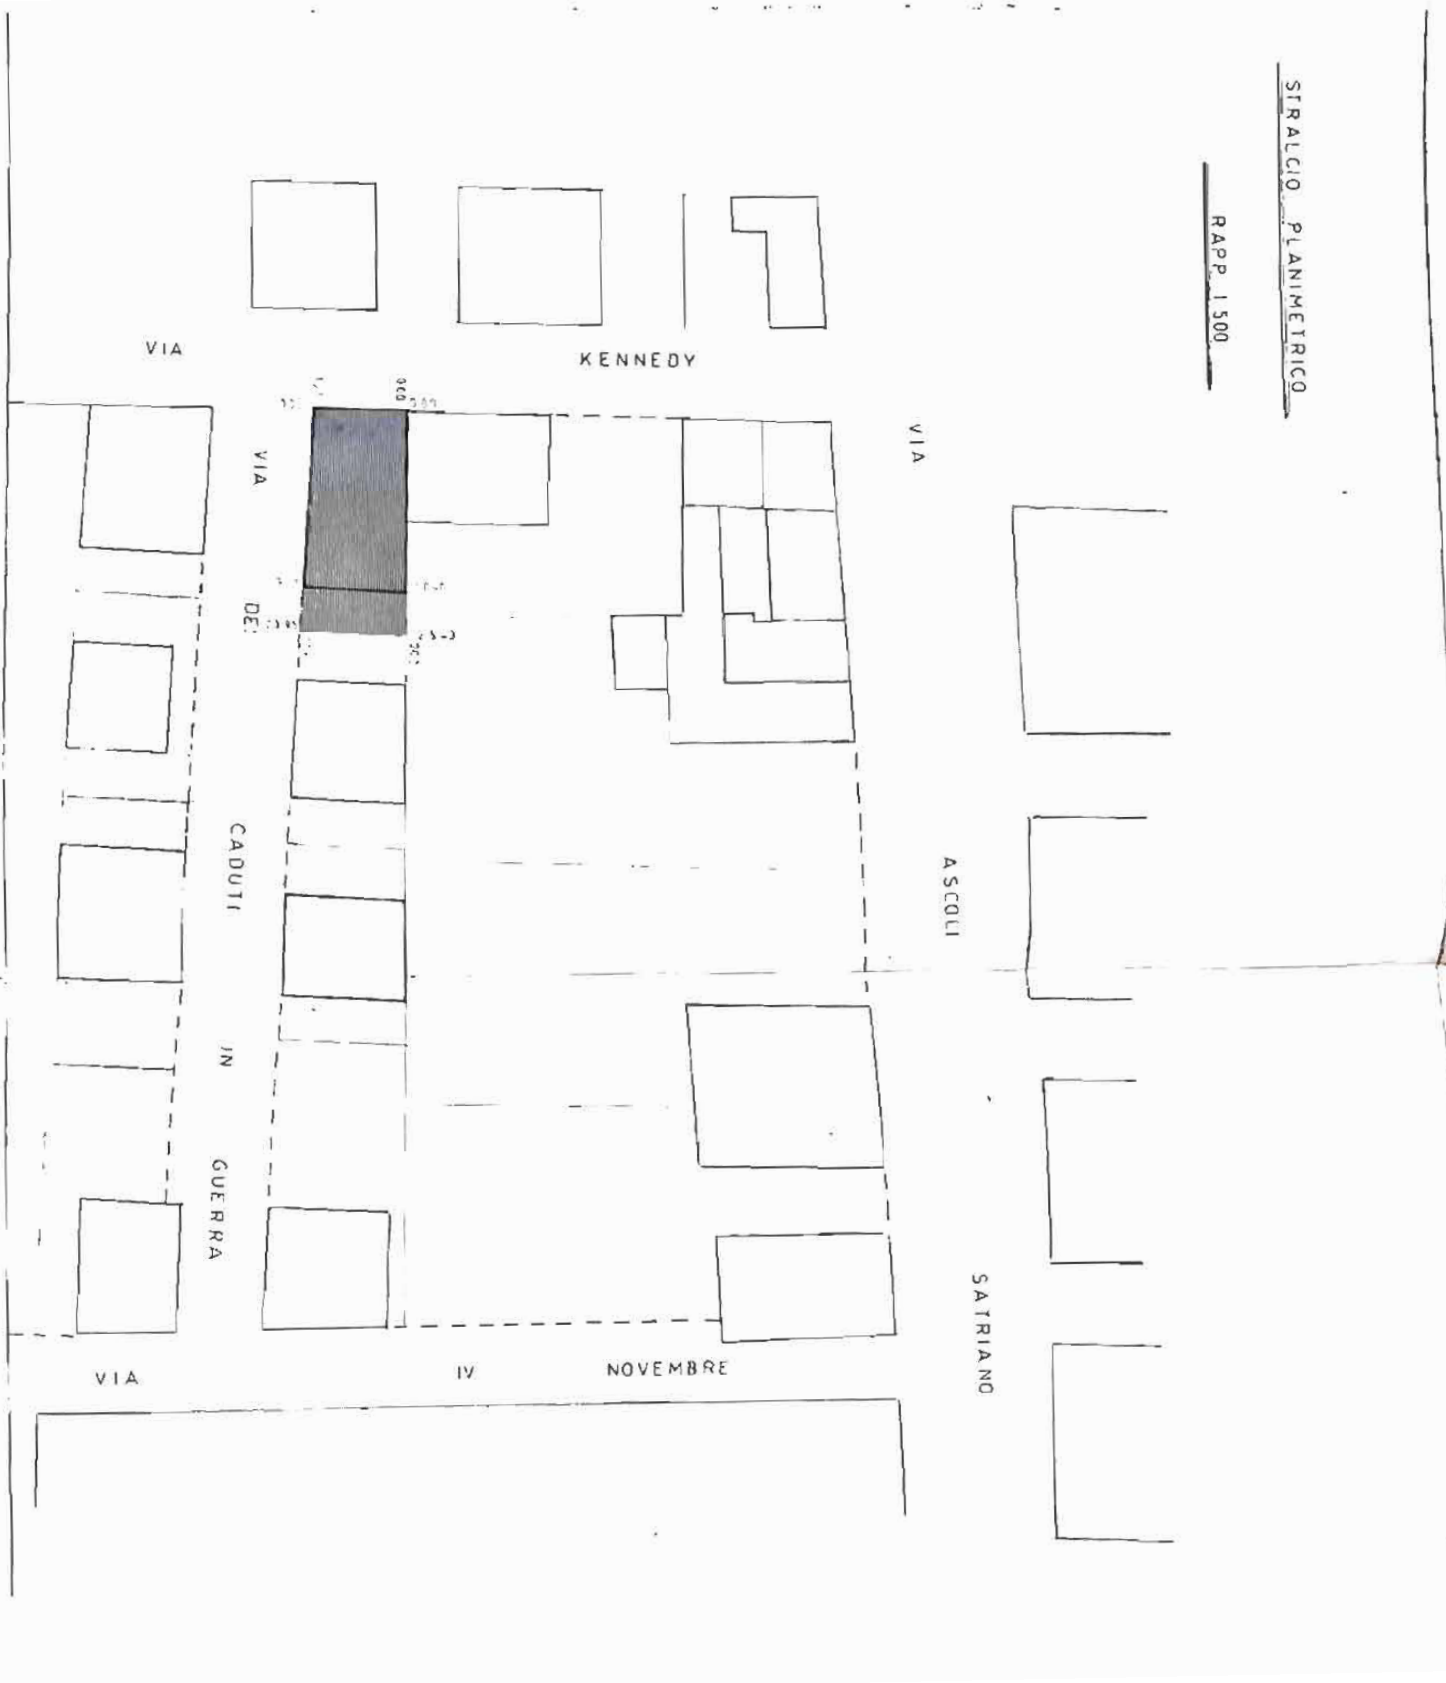 STRALCIO PLANIMETRICO
RAPP. 1:500
VIA KENNEDY
VIA DEI CADUTI IN GUERRA
VIA ASCOLI SATRIANO
VIA IV NOVEMBRE